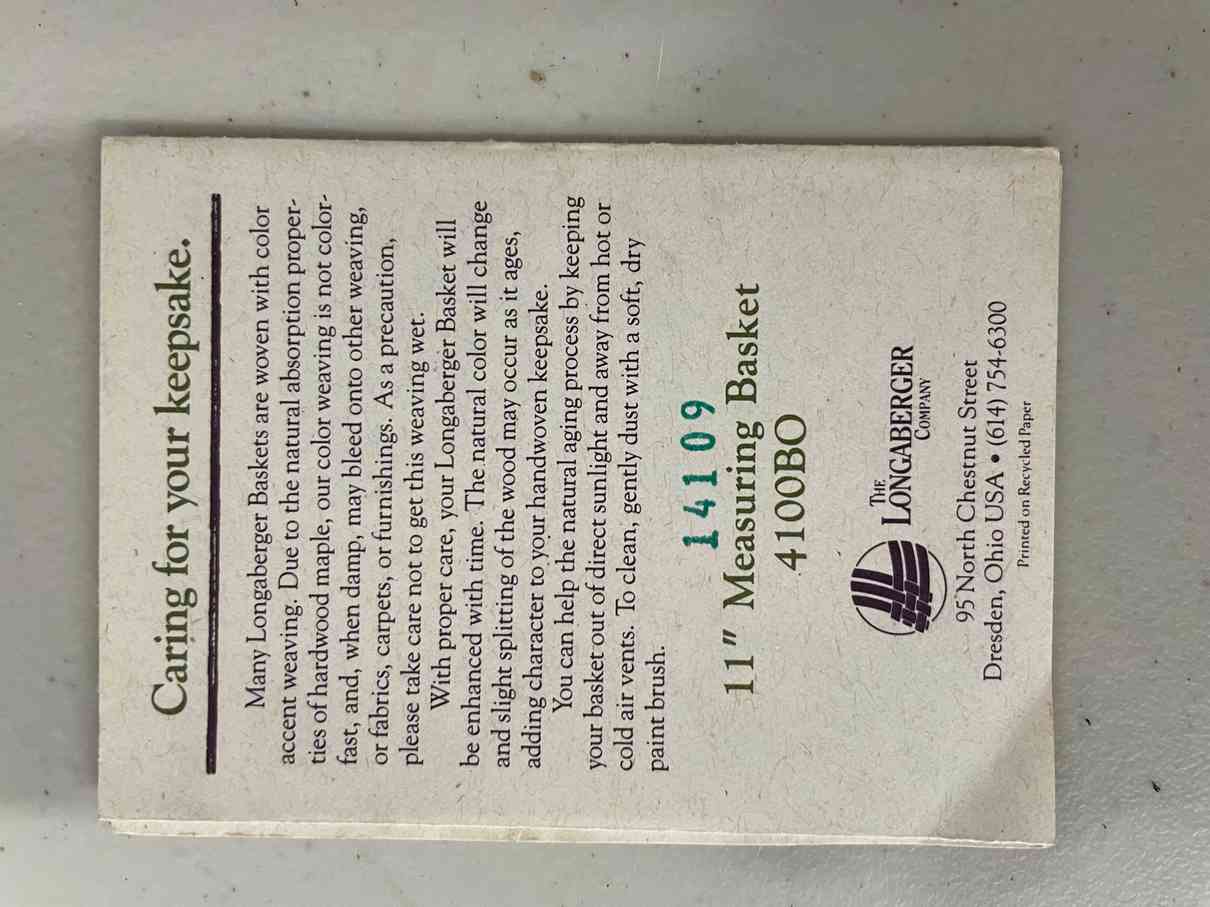 Caring for your keepsake.
Many Longaberger Baskets are woven with color
accent weaving. Due to the natural absorption proper-
ties of hardwood maple, our color weaving is not color-
fast, and, when damp, may bleed onto other weaving,
or fabrics, carpets, or furnishings. As a precaution,
please take care not to get this weaving wet.
With proper care, your Longaberger Basket will
be enhanced with time. The natural color will change
and slight splitting of the wood may occur as it ages,
adding character to your handwoven keepsake.
You can help the natural aging process by keeping
your basket out of direct sunlight and away from hot or
cold air vents. To clean, gently dust with a soft, dry
paint brush.
14109
11" Measuring Basket
4100BO
THE
LONGABERGER
COMPANY
95 North Chestnut Street
Dresden, Ohio USA • (614) 754-6300
Printed on Recycled Paper